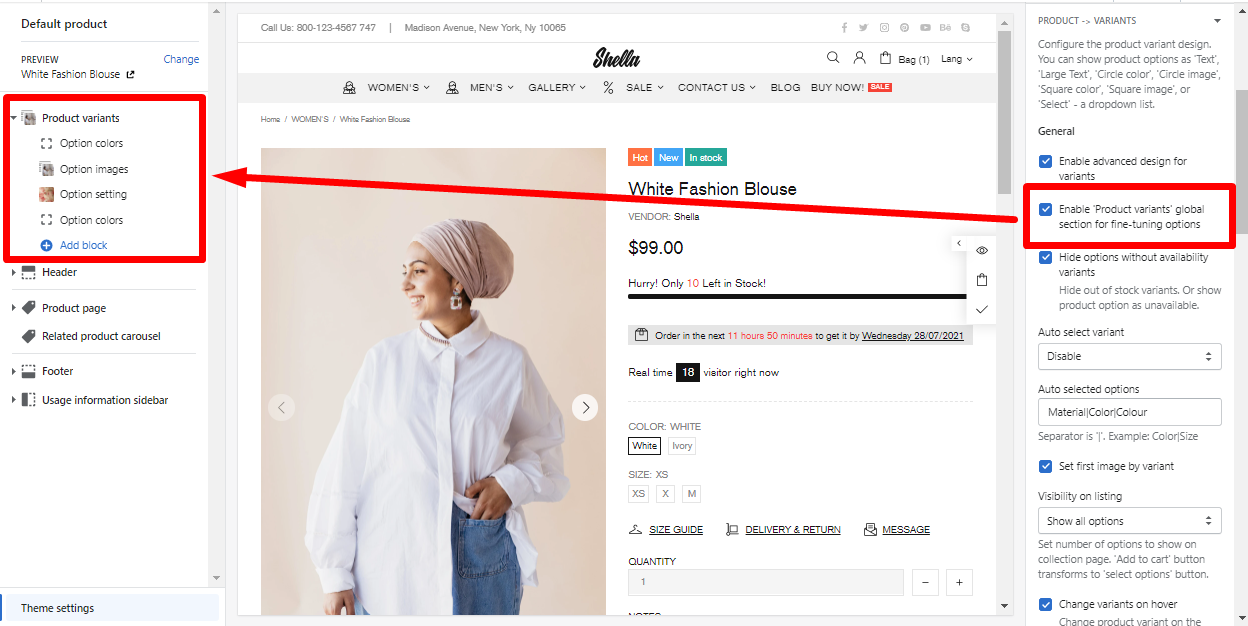 Default product
PREVIEW
Change
White Fashion Blouse
Product variants
Option colors
Option images
Option setting
Option colors
Add block
Header
Product page
Related product carousel
Footer
Usage information sidebar
Theme settings
Call Us: 800-123-4567 747 | Madison Avenue, New York, Ny 10065
Shella
Bag (1) Lang
WOMEN'S MEN'S GALLERY SALE CONTACT US BLOG BUY NOW! SALE
Home / WOMEN'S / White Fashion Blouse
Hot New In stock
White Fashion Blouse
VENDOR: Shella
$99.00
Hurry! Only 10 Left in Stock!
Order in the next 11 hours 50 minutes to get it by Wednesday 28/07/2021
Real time 18 visitor right now
COLOR: WHITE
White Ivory
SIZE: XS
XS X M
SIZE GUIDE DELIVERY & RETURN MESSAGE
QUANTITY
1 − +
PRODUCT -> VARIANTS
Configure the product variant design.
You can show product options as 'Text',
'Large Text', 'Circle color', 'Circle image',
'Square color', 'Square image', or
'Select' - a dropdown list.
General
Enable advanced design for
variants
Enable 'Product variants' global
section for fine-tuning options
Hide options without availability
variants
Hide out of stock variants. Or show
product option as unavailable.
Auto select variant
Disable
Auto selected options
Material|Color|Colour
Separator is '|'. Example: Color|Size
Set first image by variant
Visibility on listing
Show all options
Set number of options to show on
collection page. 'Add to cart' button
transforms to 'select options' button.
Change variants on hover
Change product variant on the